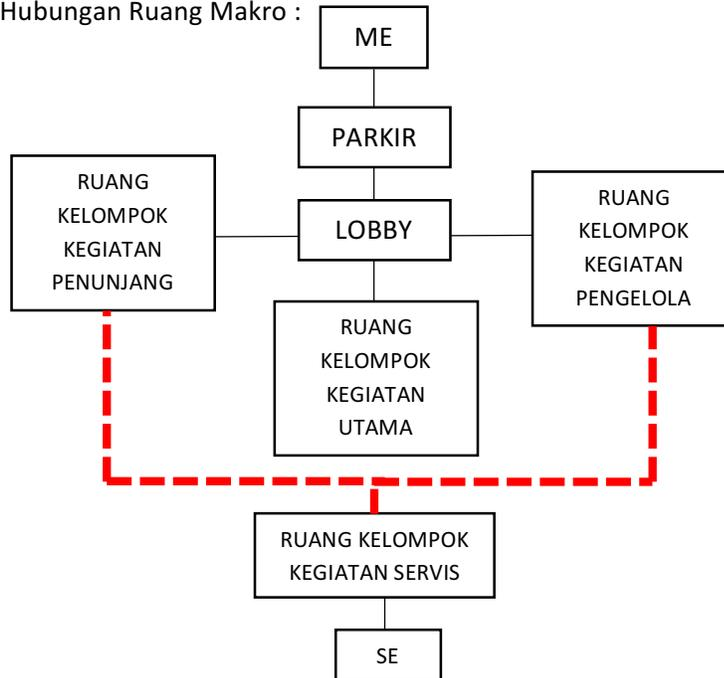 Hubungan Ruang Makro :
ME
PARKIR
RUANG
KELOMPOK
KEGIATAN
PENUNJANG
LOBBY
RUANG
KELOMPOK
KEGIATAN
PENGELOLA
RUANG
KELOMPOK
KEGIATAN
UTAMA
RUANG KELOMPOK
KEGIATAN SERVIS
SE